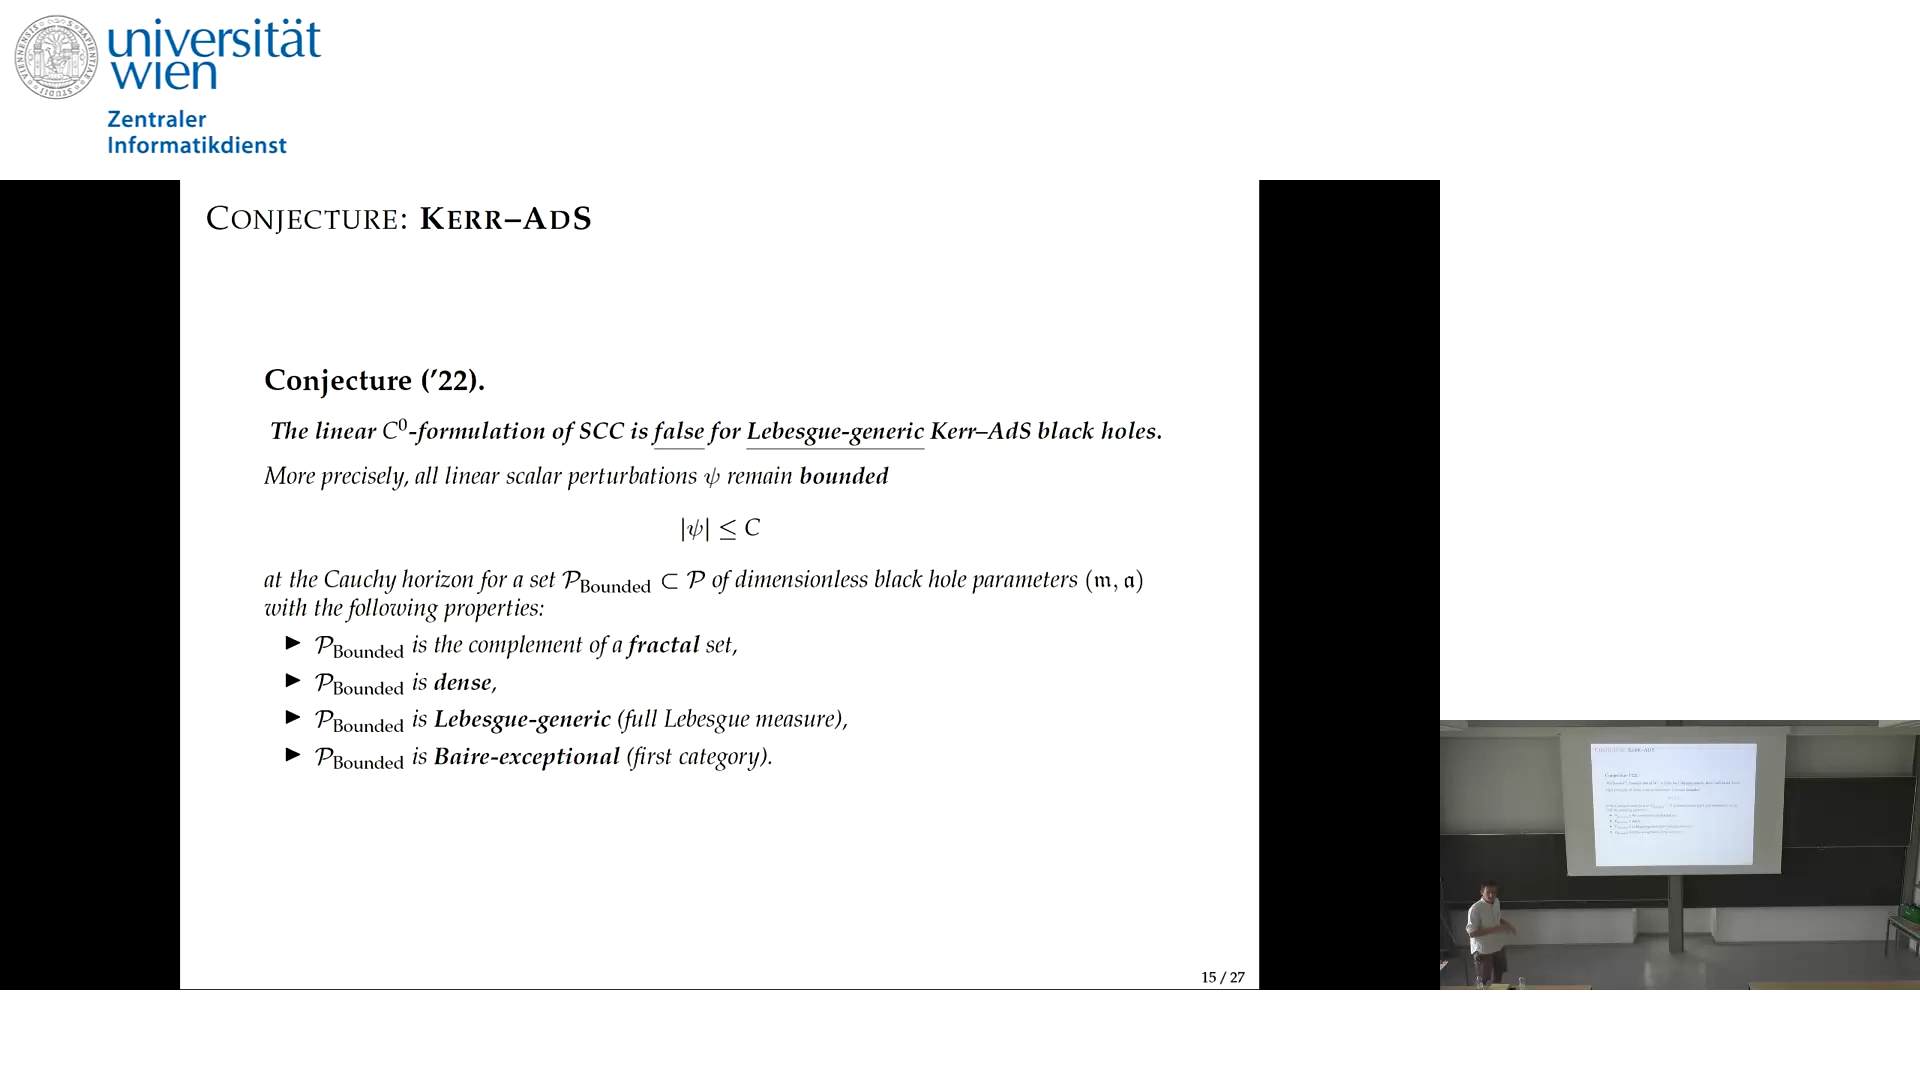 universität
wien
Zentraler
Informatikdienst
CONJECTURE: KERR–ADS
Conjecture (’22).
The linear C⁰-formulation of SCC is false for Lebesgue-generic Kerr–AdS black holes.
More precisely, all linear scalar perturbations ψ remain bounded
|ψ| ≤ C
at the Cauchy horizon for a set 𝒫_Bounded ⊂ 𝒫 of dimensionless black hole parameters (𝔪, 𝔞)
with the following properties:
▶ 𝒫_Bounded is the complement of a fractal set,
▶ 𝒫_Bounded is dense,
▶ 𝒫_Bounded is Lebesgue-generic (full Lebesgue measure),
▶ 𝒫_Bounded is Baire-exceptional (first category).
15 / 27
CONJECTURE: KERR–ADS